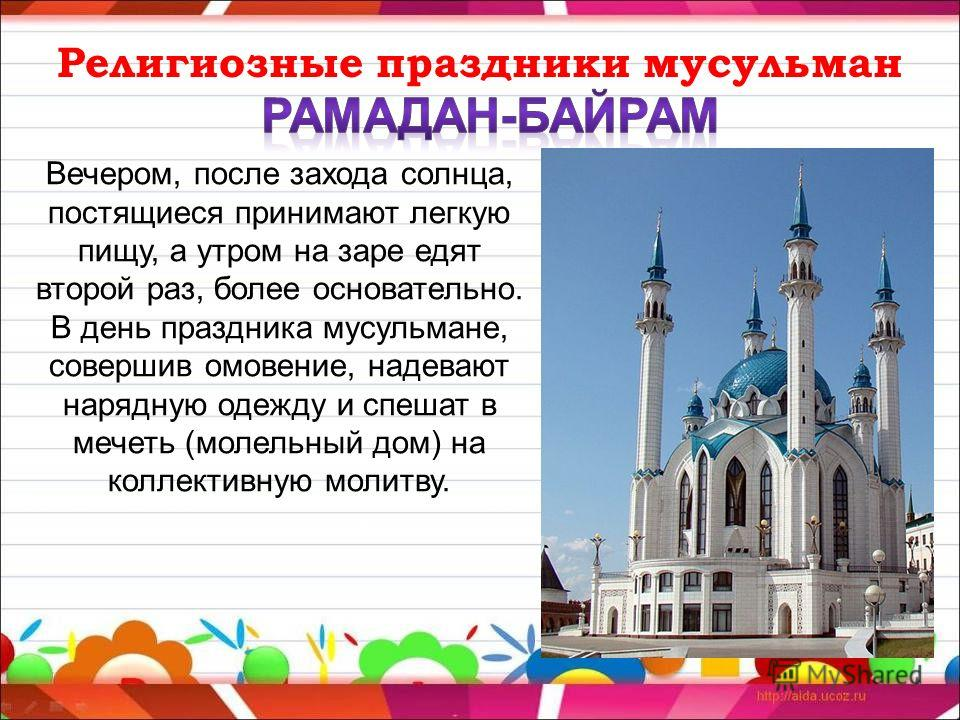 Религиозные праздники мусульман
РАМАДАН-БАЙРАМ
Вечером, после захода солнца,
постящиеся принимают легкую
пищу, а утром на заре едят
второй раз, более основательно.
В день праздника мусульмане,
совершив омовение, надевают
нарядную одежду и спешат в
мечеть (молельный дом) на
коллективную молитву.
MyShared
http://aida.ucoz.ru